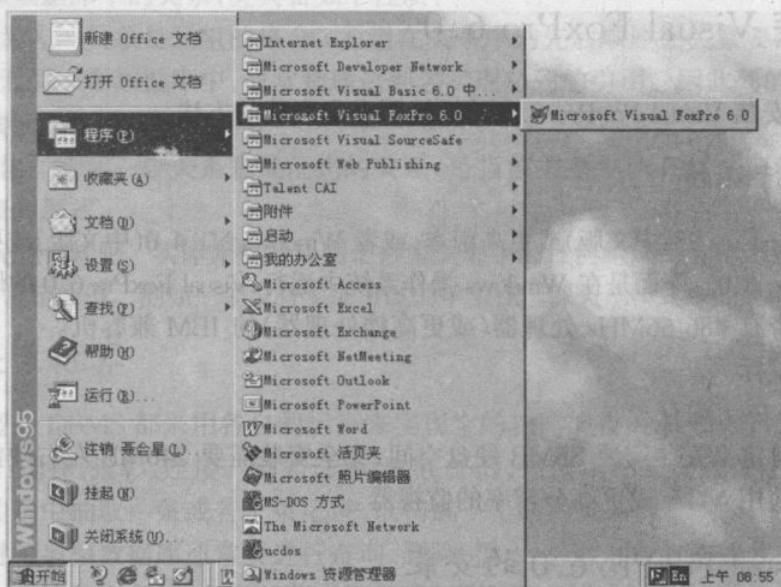 新建 Office 文档
打开 Office 文档
程序(P)
收藏夹(A)
文档(D)
设置(S)
查找(F)
帮助(H)
运行(R)...
注销 聂合星(L)...
挂起(U)
关闭系统(U)...
Windows95
Internet Explorer
Microsoft Developer Network
Microsoft Visual Basic 6.0 中...
Microsoft Visual FoxPro 6.0
Microsoft Visual SourceSafe
Microsoft Web Publishing
Talent CAI
附件
启动
我的办公室
Microsoft Access
Microsoft Excel
Microsoft Exchange
Microsoft NetMeeting
Microsoft Outlook
Microsoft PowerPoint
Microsoft Word
Microsoft 活页夹
Microsoft 照片编辑器
MS-DOS 方式
The Microsoft Network
ucdos
Windows 资源管理器
Microsoft Visual FoxPro 6.0
开始
En
上午 08:55